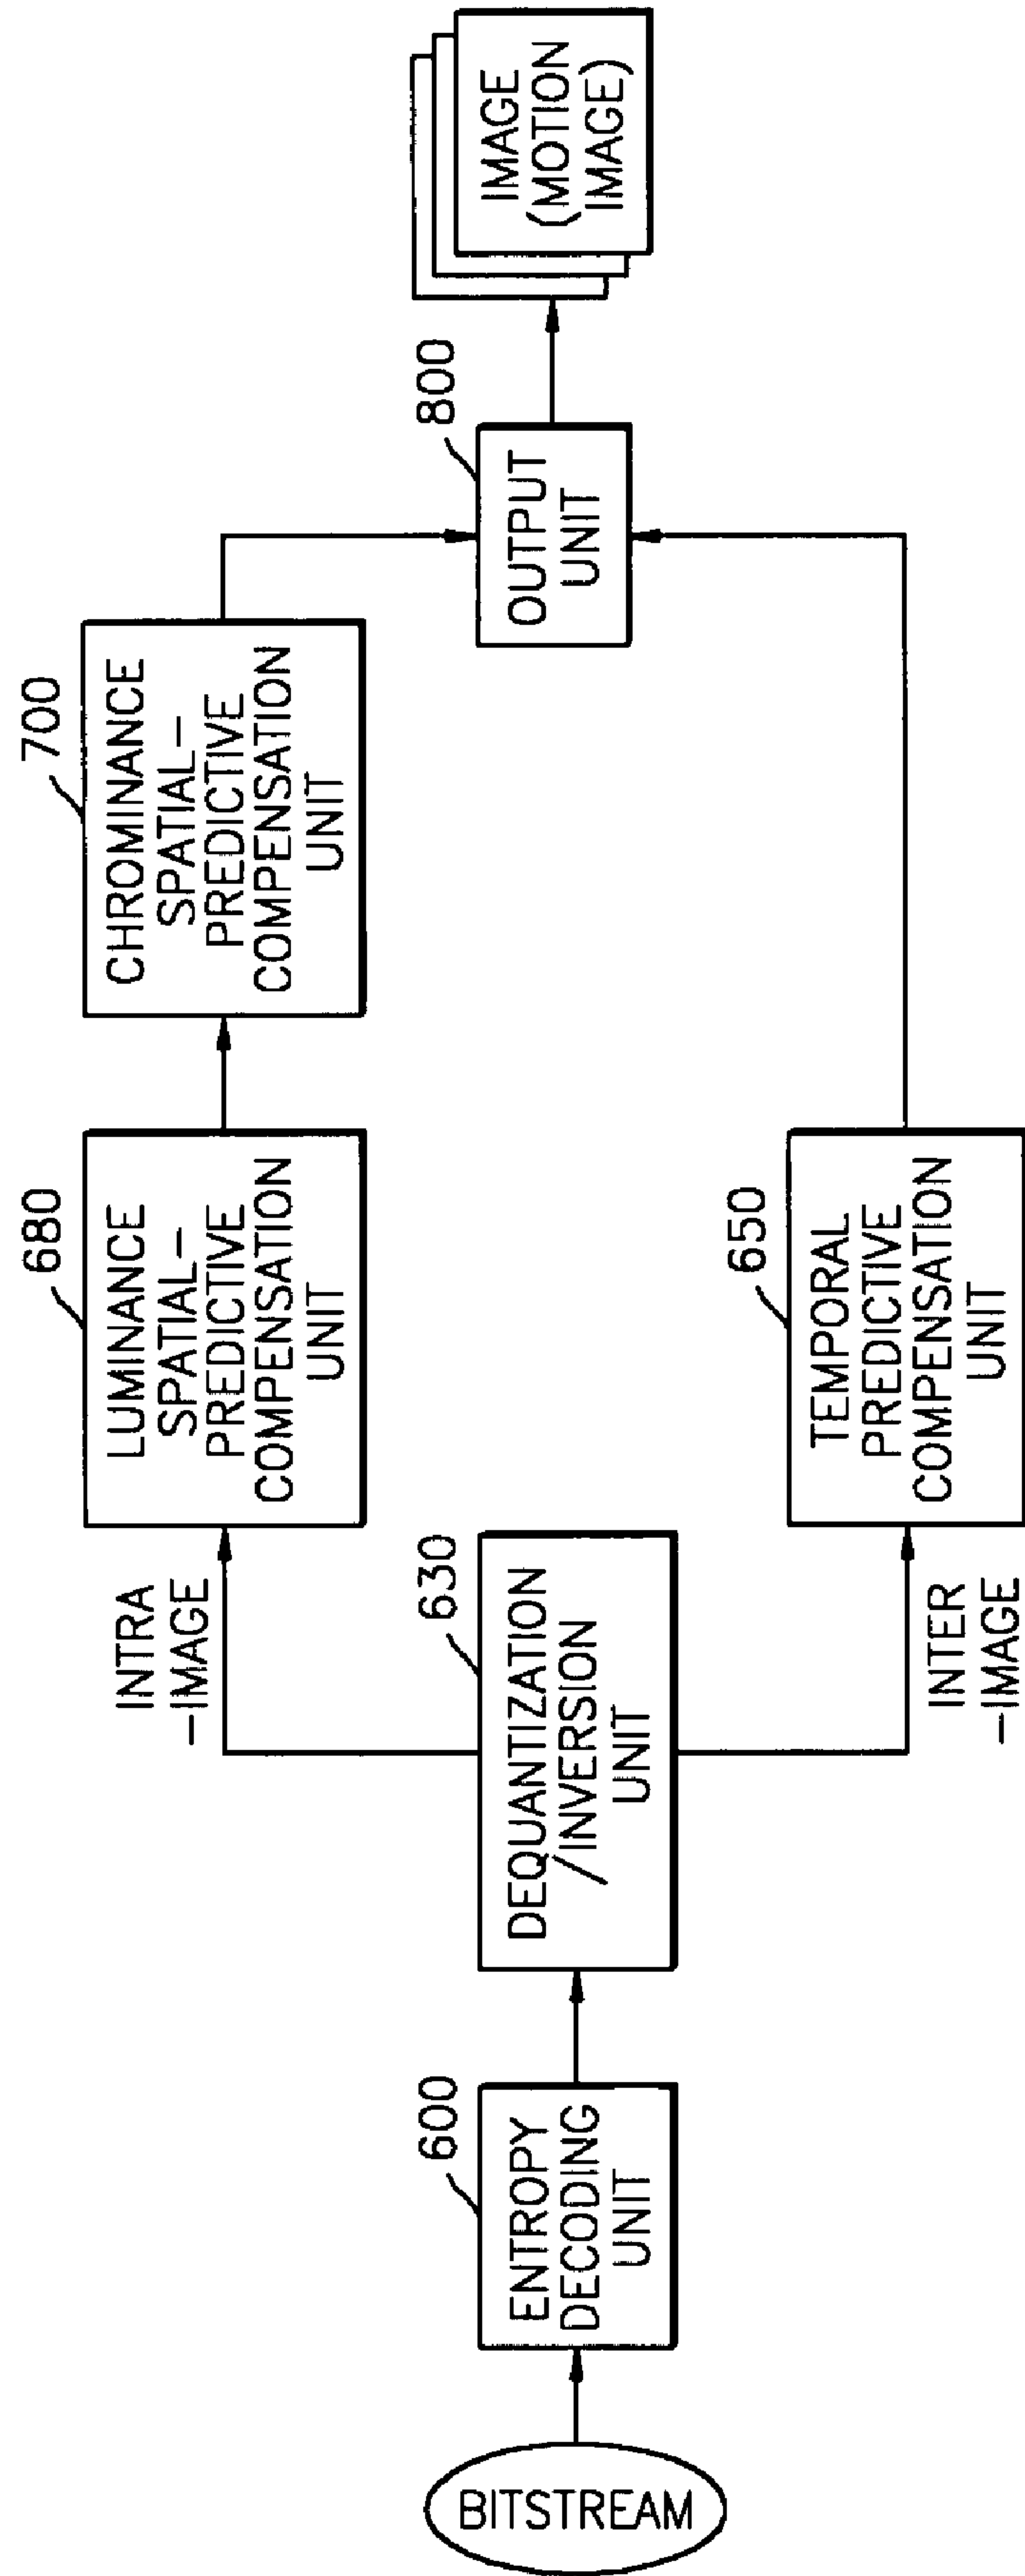 BITSTREAM
600
ENTROPY
DECODING
UNIT
630
DEQUANTIZATION
/INVERSION
UNIT
INTRA
-IMAGE
680
LUMINANCE
SPATIAL-
PREDICTIVE
COMPENSATION
UNIT
700
CHROMINANCE
SPATIAL-
PREDICTIVE
COMPENSATION
UNIT
INTER
-IMAGE
650
TEMPORAL
PREDICTIVE
COMPENSATION
UNIT
800
OUTPUT
UNIT
IMAGE
(MOTION
IMAGE)